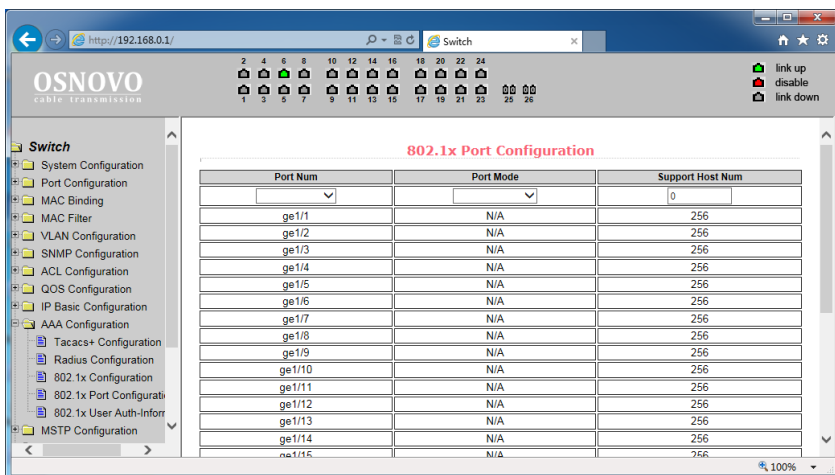 http://192.168.0.1/
Switch
OSNOVO
cable transmission
2 4 6 8 10 12 14 16 18 20 22 24
1 3 5 7 9 11 13 15 17 19 21 23 25 26
link up
disable
link down
Switch
System Configuration
Port Configuration
MAC Binding
MAC Filter
VLAN Configuration
SNMP Configuration
ACL Configuration
QOS Configuration
IP Basic Configuration
AAA Configuration
Tacacs+ Configuration
Radius Configuration
802.1x Configuration
802.1x Port Configurati
802.1x User Auth-Inforr
MSTP Configuration
802.1x Port Configuration
Port Num Port Mode Support Host Num
0
ge1/1 N/A 256
ge1/2 N/A 256
ge1/3 N/A 256
ge1/4 N/A 256
ge1/5 N/A 256
ge1/6 N/A 256
ge1/7 N/A 256
ge1/8 N/A 256
ge1/9 N/A 256
ge1/10 N/A 256
ge1/11 N/A 256
ge1/12 N/A 256
ge1/13 N/A 256
ge1/14 N/A 256
ge1/15 N/A 256
100%